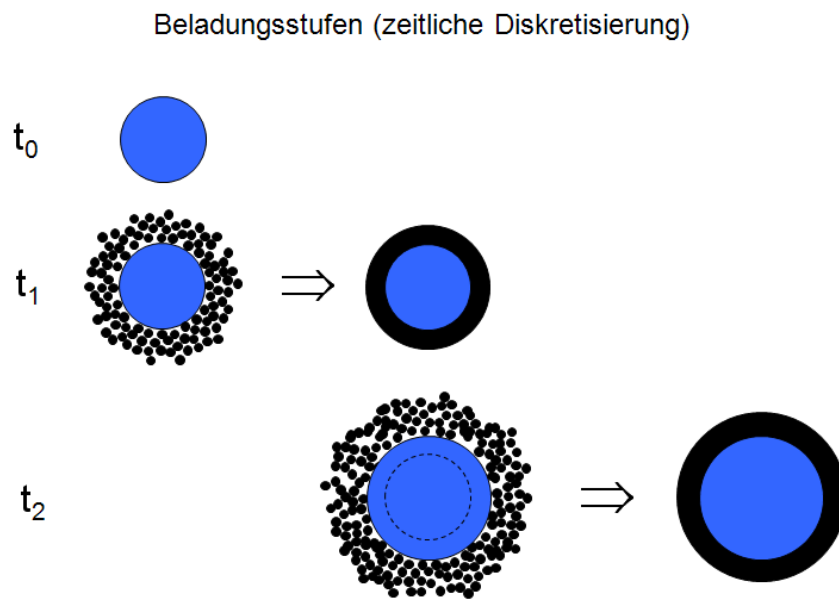 Beladungsstufen (zeitliche Diskretisierung)
t₀
t₁
t₂